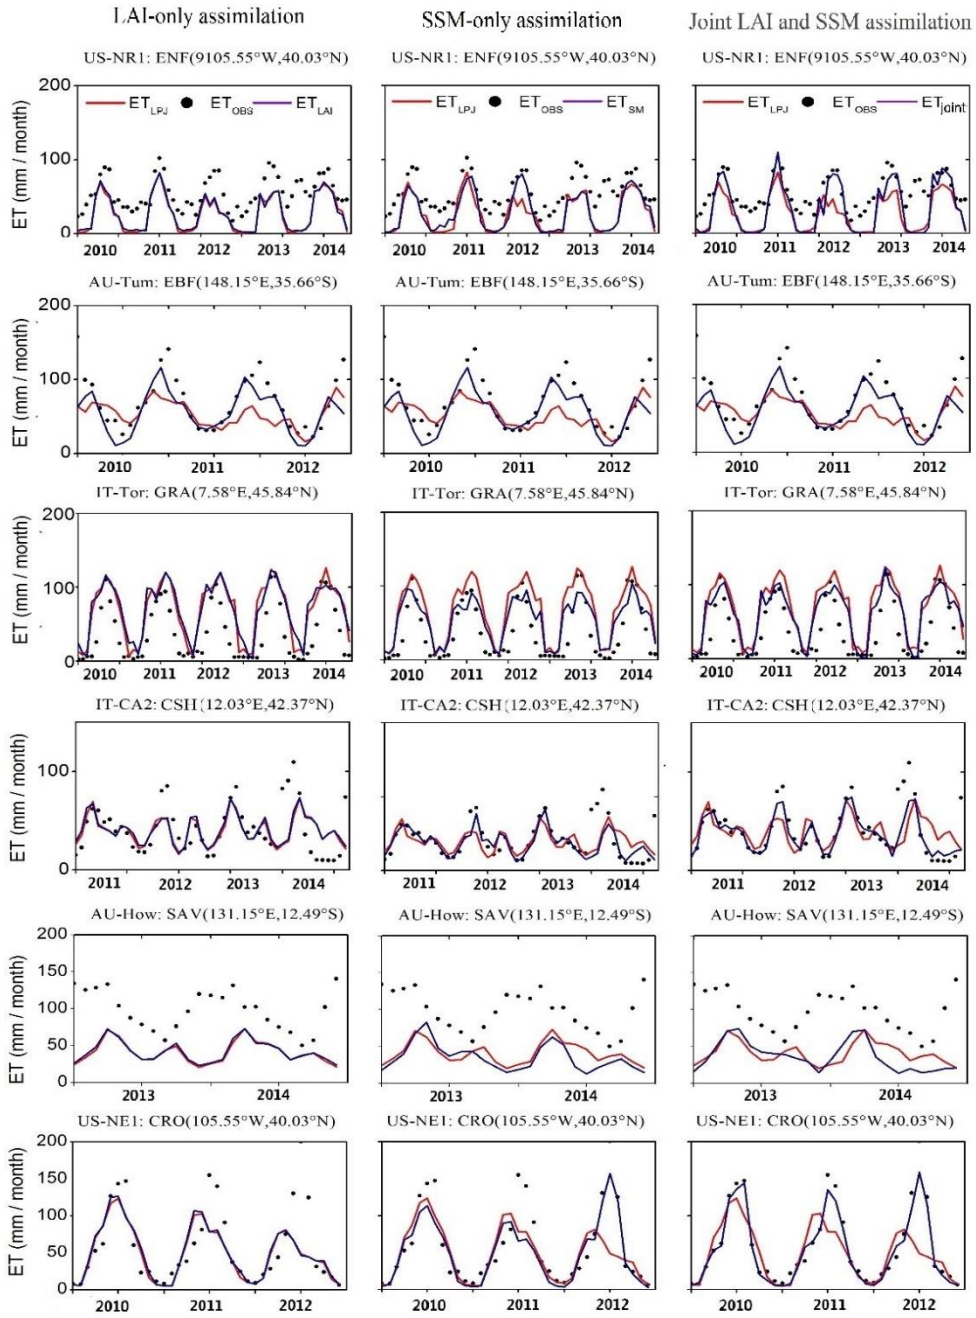 LAI-only assimilation SSM-only assimilation Joint LAI and SSM assimilation
US-NR1: ENF(9105.55°W,40.03°N) US-NR1: ENF(9105.55°W,40.03°N) US-NR1: ENF(9105.55°W,40.03°N)
200
ET_LPJ ET_OBS ET_LAI ET_LPJ ET_OBS ET_SM ET_LPJ ET_OBS ET_joint
ET (mm / month)
100
0
2010 2011 2012 2013 2014 2010 2011 2012 2013 2014 2010 2011 2012 2013 2014
AU-Tum: EBF(148.15°E,35.66°S) AU-Tum: EBF(148.15°E,35.66°S) AU-Tum: EBF(148.15°E,35.66°S)
200
ET (mm / month)
100
0
2010 2011 2012 2010 2011 2012 2010 2011 2012
IT-Tor: GRA(7.58°E,45.84°N) IT-Tor: GRA(7.58°E,45.84°N) IT-Tor: GRA(7.58°E,45.84°N)
200
ET (mm / month)
100
0
2010 2011 2012 2013 2014 2010 2011 2012 2013 2014 2010 2011 2012 2013 2014
IT-CA2: CSH(12.03°E,42.37°N) IT-CA2: CSH(12.03°E,42.37°N) IT-CA2: CSH(12.03°E,42.37°N)
ET (mm / month)
100
0
2011 2012 2013 2014 2011 2012 2013 2014 2011 2012 2013 2014
AU-How: SAV(131.15°E,12.49°S) AU-How: SAV(131.15°E,12.49°S) AU-How: SAV(131.15°E,12.49°S)
200
150
ET (mm / month)
100
50
0
2013 2014 2013 2014 2013 2014
US-NE1: CRO(105.55°W,40.03°N) US-NE1: CRO(105.55°W,40.03°N) US-NE1: CRO(105.55°W,40.03°N)
200
150
ET (mm / month)
100
50
0
2010 2011 2012 2010 2011 2012 2010 2011 2012